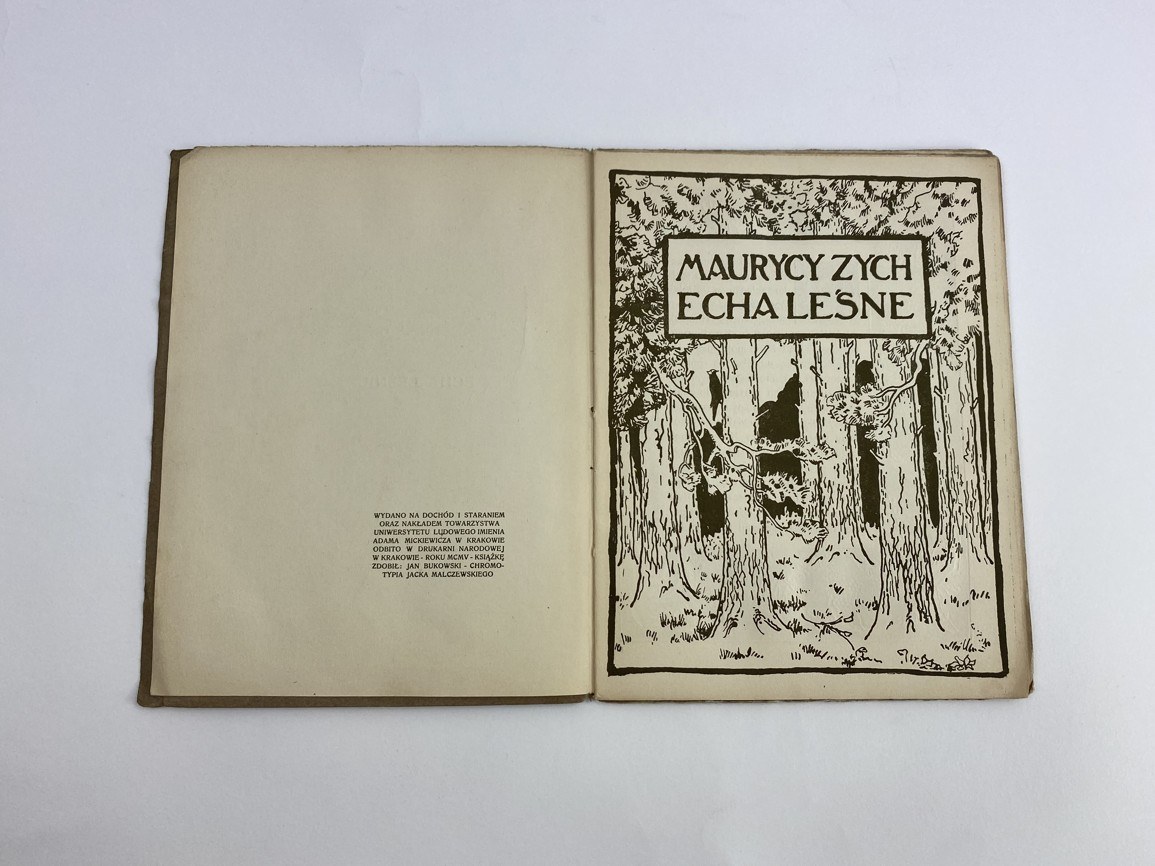 WYDANO NA DOCHÓD I STARANIEM
ORAZ NAKŁADEM TOWARZYSTWA
UNIWERSYTETU LUDOWEGO IMIENIA
ADAMA MICKIEWICZA W KRAKOWIE
ODBITO W DRUKARNI NARODOWEJ
W KRAKOWIE - ROKU MCMV - KSIĄŻKĘ
ZDOBIŁ: JAN BUKOWSKI - CHROMO-
TYPIA JACKA MALCZEWSKIEGO
MAURYCY ZYCH
ECHA LEŚNE